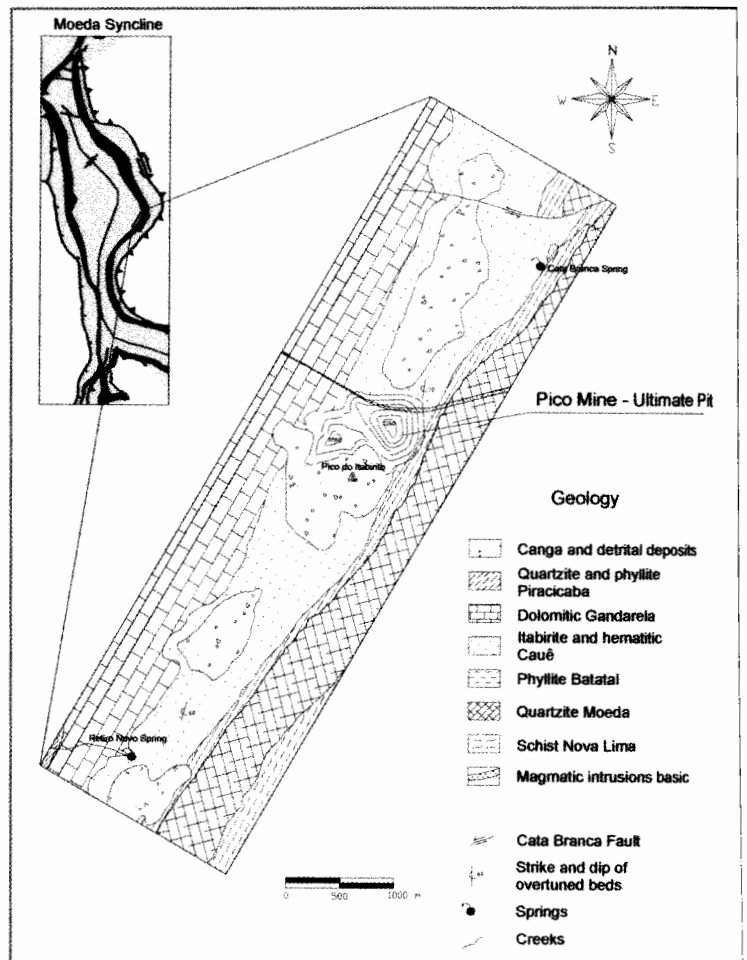 Moeda Syncline
N
W E
S
Cata Branca Spring
Pico Mine - Ultimate Pit
Pico do Itabirito
Geology
Canga and detrital deposits
Quartzite and phyllite
Piracicaba
Dolomitic Gandarela
Itabirite and hematitic
Cauê
Phyllite Batatal
Quartzite Moeda
Schist Nova Lima
Magmatic intrusions basic
Retiro Novo Spring
Cata Branca Fault
Strike and dip of
overtuned beds
Springs
Creeks
0 500 1000 m